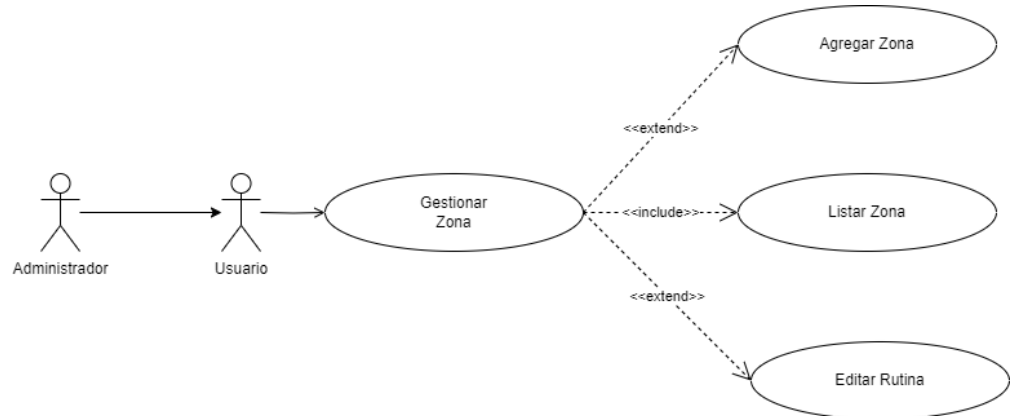 Agregar Zona
<<extend>>
Administrador
Usuario
Gestionar
Zona
<<include>>
Listar Zona
<<extend>>
Editar Rutina